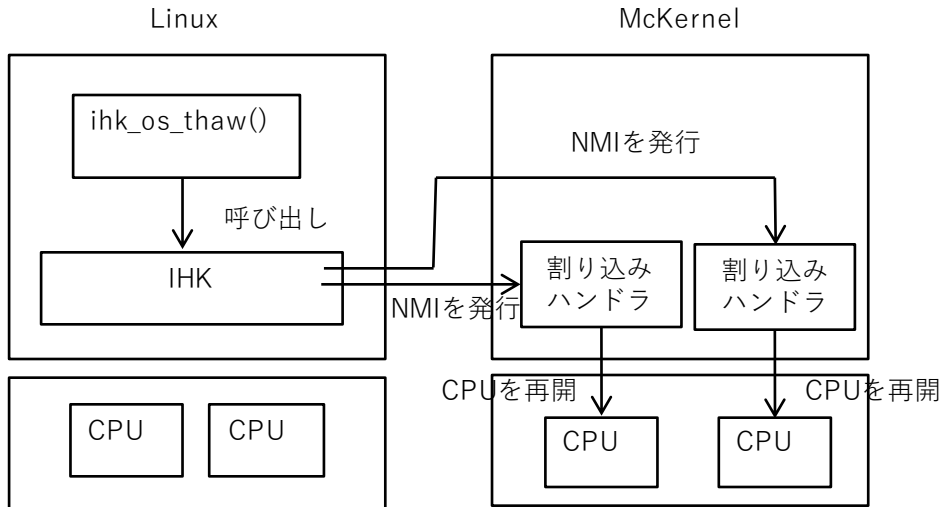 Linux
McKernel
ihk_os_thaw()
NMIを発行
呼び出し
IHK
割り込み
ハンドラ
割り込み
ハンドラ
NMIを発行
CPUを再開
CPUを再開
CPU
CPU
CPU
CPU